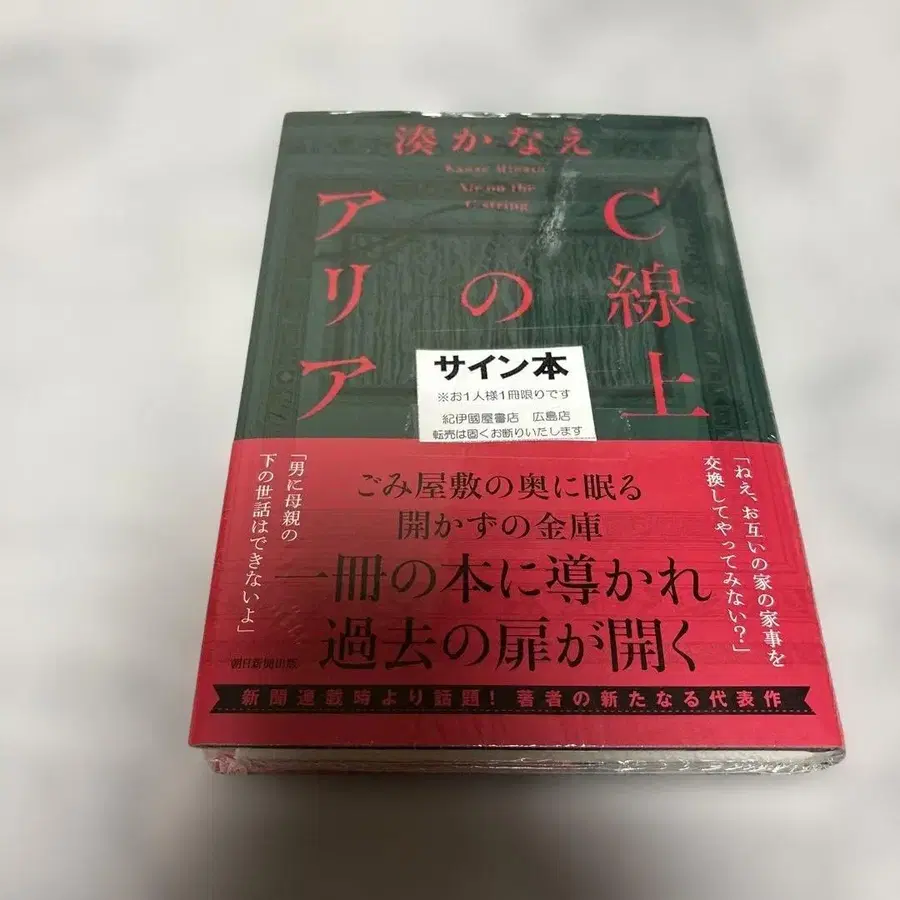 湊かなえ
Kanae Minato
Air on the
C string
C線上
の
アリア
サイン本
※お1人様1冊限りです
紀伊國屋書店 広島店
転売は固くお断りいたします
「ねえ、お互いの家の家事を
交換してやってみない?」
ごみ屋敷の奥に眠る
開かずの金庫
一冊の本に導かれ
過去の扉が開く
「男に母親の
下の世話はできないよ」
朝日新聞出版
新聞連載時より話題! 著者の新たなる代表作